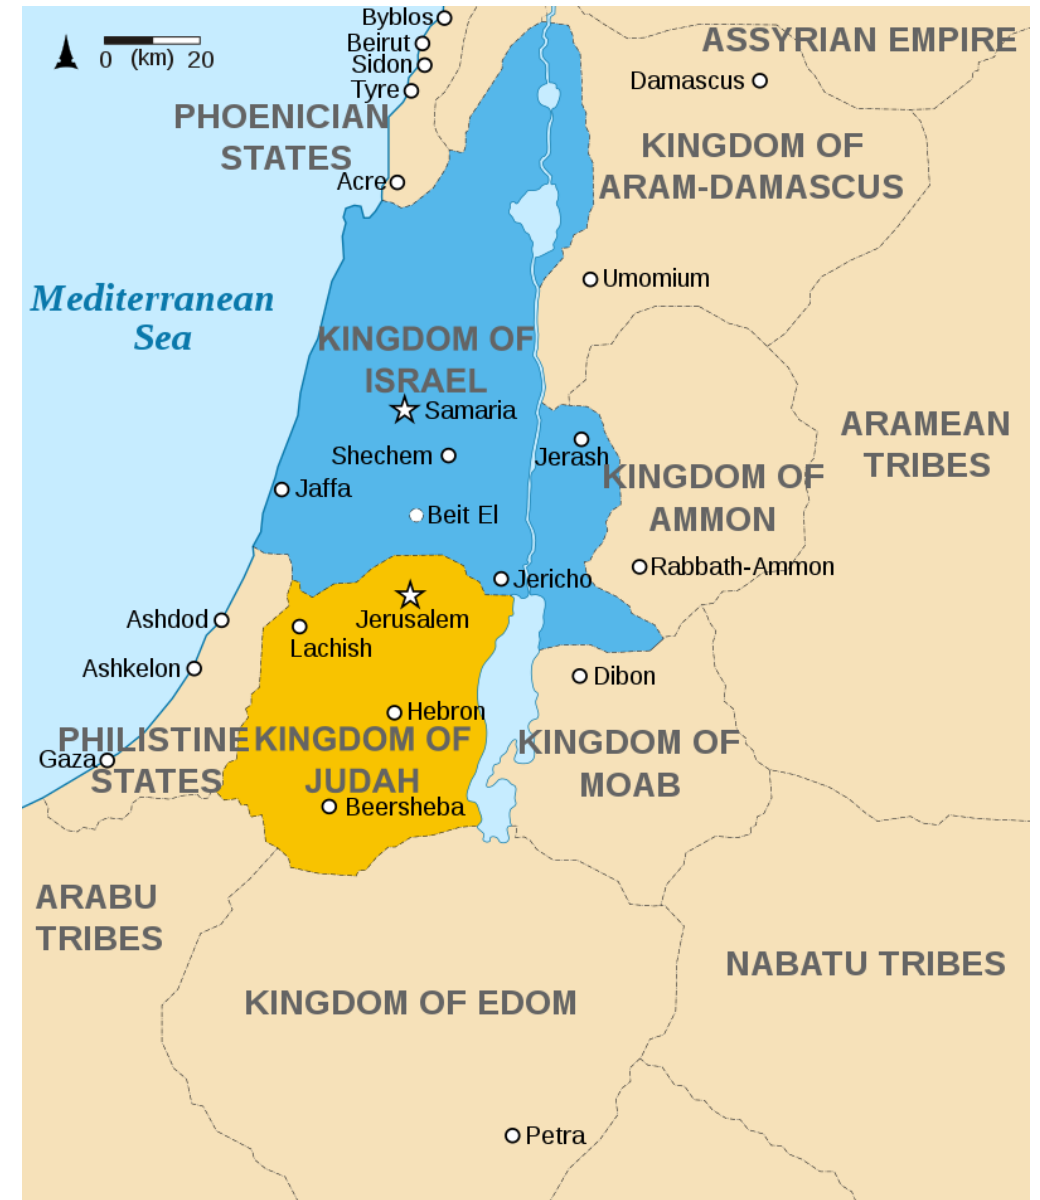 Byblos
Beirut
Sidon
Tyre
0 (km) 20
ASSYRIAN EMPIRE
Damascus
PHOENICIAN
STATES
KINGDOM OF
ARAM-DAMASCUS
Acre
Umomium
Mediterranean
Sea
KINGDOM OF
ISRAEL
Samaria
Shechem
Jerash
ARAMEAN
TRIBES
KINGDOM OF
AMMON
Jaffa
Beit El
Jericho
Rabbath-Ammon
Ashdod
Jerusalem
Lachish
Ashkelon
Dibon
Hebron
PHILISTINE
STATES
Gaza
KINGDOM OF
JUDAH
Beersheba
KINGDOM OF
MOAB
ARABU
TRIBES
NABATU TRIBES
KINGDOM OF EDOM
Petra